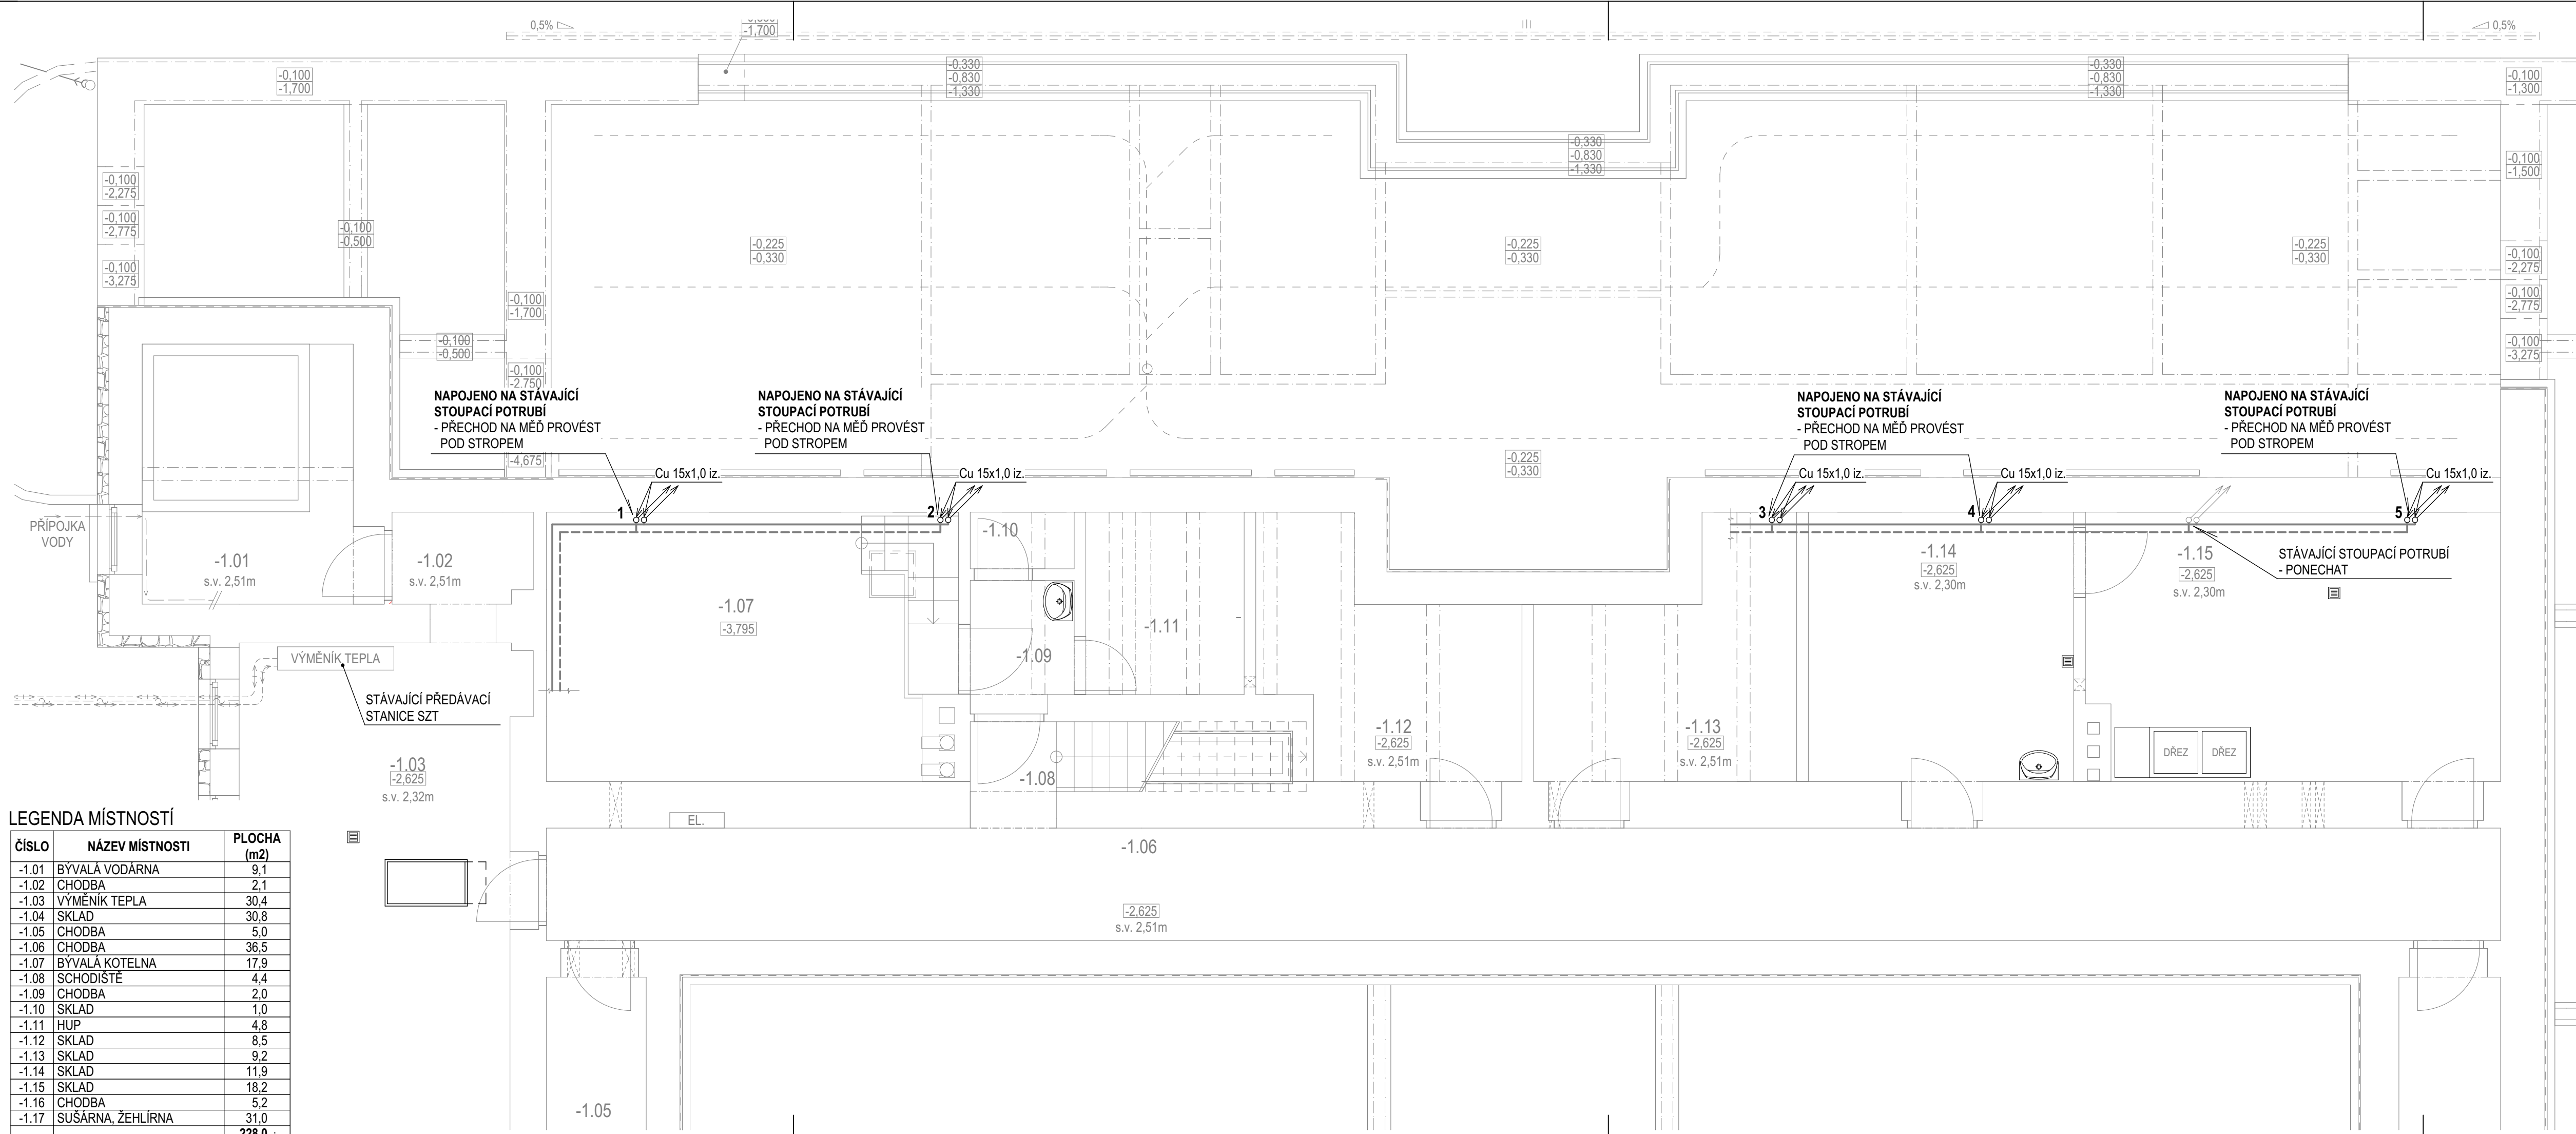 0,5%
-1,700
0,5%
-0,100
-1,700
-0,330
-0,830
-1,330
-0,330
-0,830
-1,330
-0,100
-1,300
-0,330
-0,830
-1,330
-0,100
-1,500
-0,100
-2,275
-0,100
-2,775
-0,100
-3,275
-0,100
-0,500
-0,225
-0,330
-0,225
-0,330
-0,225
-0,330
-0,100
-2,275
-0,100
-2,775
-0,100
-3,275
-0,100
-1,700
-0,100
-0,500
-0,100
-2,750
-4,675
NAPOJENO NA STÁVAJÍCÍ
STOUPACÍ POTRUBÍ
- PŘECHOD NA MĚĎ PROVÉST
POD STROPEM
NAPOJENO NA STÁVAJÍCÍ
STOUPACÍ POTRUBÍ
- PŘECHOD NA MĚĎ PROVÉST
POD STROPEM
NAPOJENO NA STÁVAJÍCÍ
STOUPACÍ POTRUBÍ
- PŘECHOD NA MĚĎ PROVÉST
POD STROPEM
NAPOJENO NA STÁVAJÍCÍ
STOUPACÍ POTRUBÍ
- PŘECHOD NA MĚĎ PROVÉST
POD STROPEM
-0,225
-0,330
Cu 15x1,0 iz.
Cu 15x1,0 iz.
Cu 15x1,0 iz.
Cu 15x1,0 iz.
Cu 15x1,0 iz.
1
2
3
4
5
PŘÍPOJKA
VODY
-1.01
s.v. 2,51m
-1.02
s.v. 2,51m
-1.10
-1.07
-3,795
-1.11
-1.09
-1.14
-2,625
s.v. 2,30m
-1.15
-2,625
s.v. 2,30m
STÁVAJÍCÍ STOUPACÍ POTRUBÍ
- PONECHAT
VÝMĚNÍK TEPLA
STÁVAJÍCÍ PŘEDÁVACÍ
STANICE SZT
-1.03
-2,625
s.v. 2,32m
-1.08
-1.12
-2,625
s.v. 2,51m
-1.13
-2,625
s.v. 2,51m
DŘEZ
DŘEZ
EL.
-1.06
-2,625
s.v. 2,51m
-1.05
LEGENDA MÍSTNOSTÍ
ČÍSLO NÁZEV MÍSTNOSTI PLOCHA
(m2)
-1.01 BÝVALÁ VODÁRNA 9,1
-1.02 CHODBA 2,1
-1.03 VÝMĚNÍK TEPLA 30,4
-1.04 SKLAD 30,8
-1.05 CHODBA 5,0
-1.06 CHODBA 36,5
-1.07 BÝVALÁ KOTELNA 17,9
-1.08 SCHODIŠTĚ 4,4
-1.09 CHODBA 2,0
-1.10 SKLAD 1,0
-1.11 HUP 4,8
-1.12 SKLAD 8,5
-1.13 SKLAD 9,2
-1.14 SKLAD 11,9
-1.15 SKLAD 18,2
-1.16 CHODBA 5,2
-1.17 SUŠÁRNA, ŽEHLÍRNA 31,0
228,0